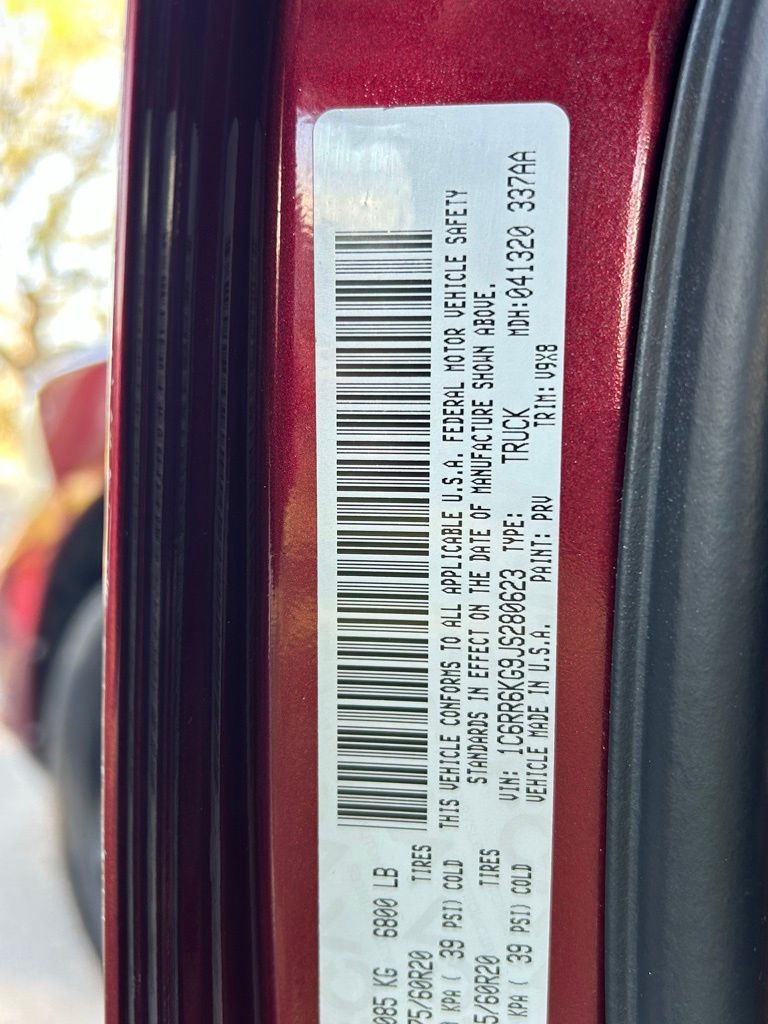 085 KG 6800 LB
75/60R20 TIRES
KPA ( 39 PSI) COLD
5/60R20 TIRES
KPA ( 39 PSI) COLD
THIS VEHICLE CONFORMS TO ALL APPLICABLE U.S.A. FEDERAL MOTOR VEHICLE SAFETY
STANDARDS IN EFFECT ON THE DATE OF MANUFACTURE SHOWN ABOVE.
VIN: 1C6RR6KG9JS280623 TYPE: TRUCK MDH:041320 337AA
VEHICLE MADE IN U.S.A. PAINT: PRV TRIM: V9X8